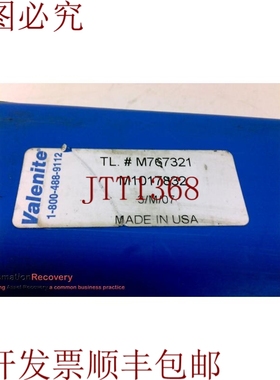 图必究
TL. # M767321
M1017832
JT11368
5/M/07
MADE IN USA
Valenite
1-800-488-9112
mationRecovery
a common business practice
开发票顺丰包邮